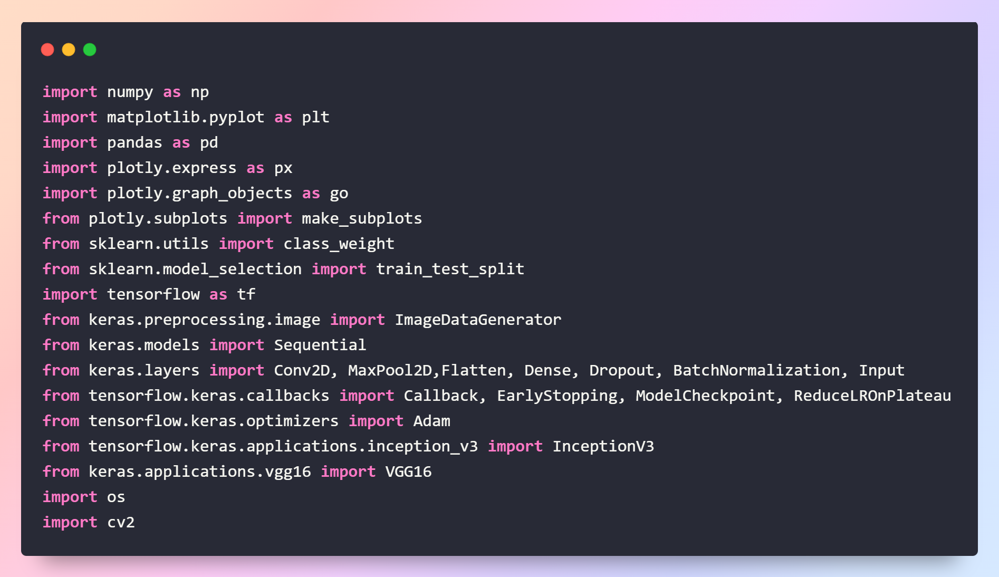 import numpy as np
import matplotlib.pyplot as plt
import pandas as pd
import plotly.express as px
import plotly.graph_objects as go
from plotly.subplots import make_subplots
from sklearn.utils import class_weight
from sklearn.model_selection import train_test_split
import tensorflow as tf
from keras.preprocessing.image import ImageDataGenerator
from keras.models import Sequential
from keras.layers import Conv2D, MaxPool2D,Flatten, Dense, Dropout, BatchNormalization, Input
from tensorflow.keras.callbacks import Callback, EarlyStopping, ModelCheckpoint, ReduceLROnPlateau
from tensorflow.keras.optimizers import Adam
from tensorflow.keras.applications.inception_v3 import InceptionV3
from keras.applications.vgg16 import VGG16
import os
import cv2